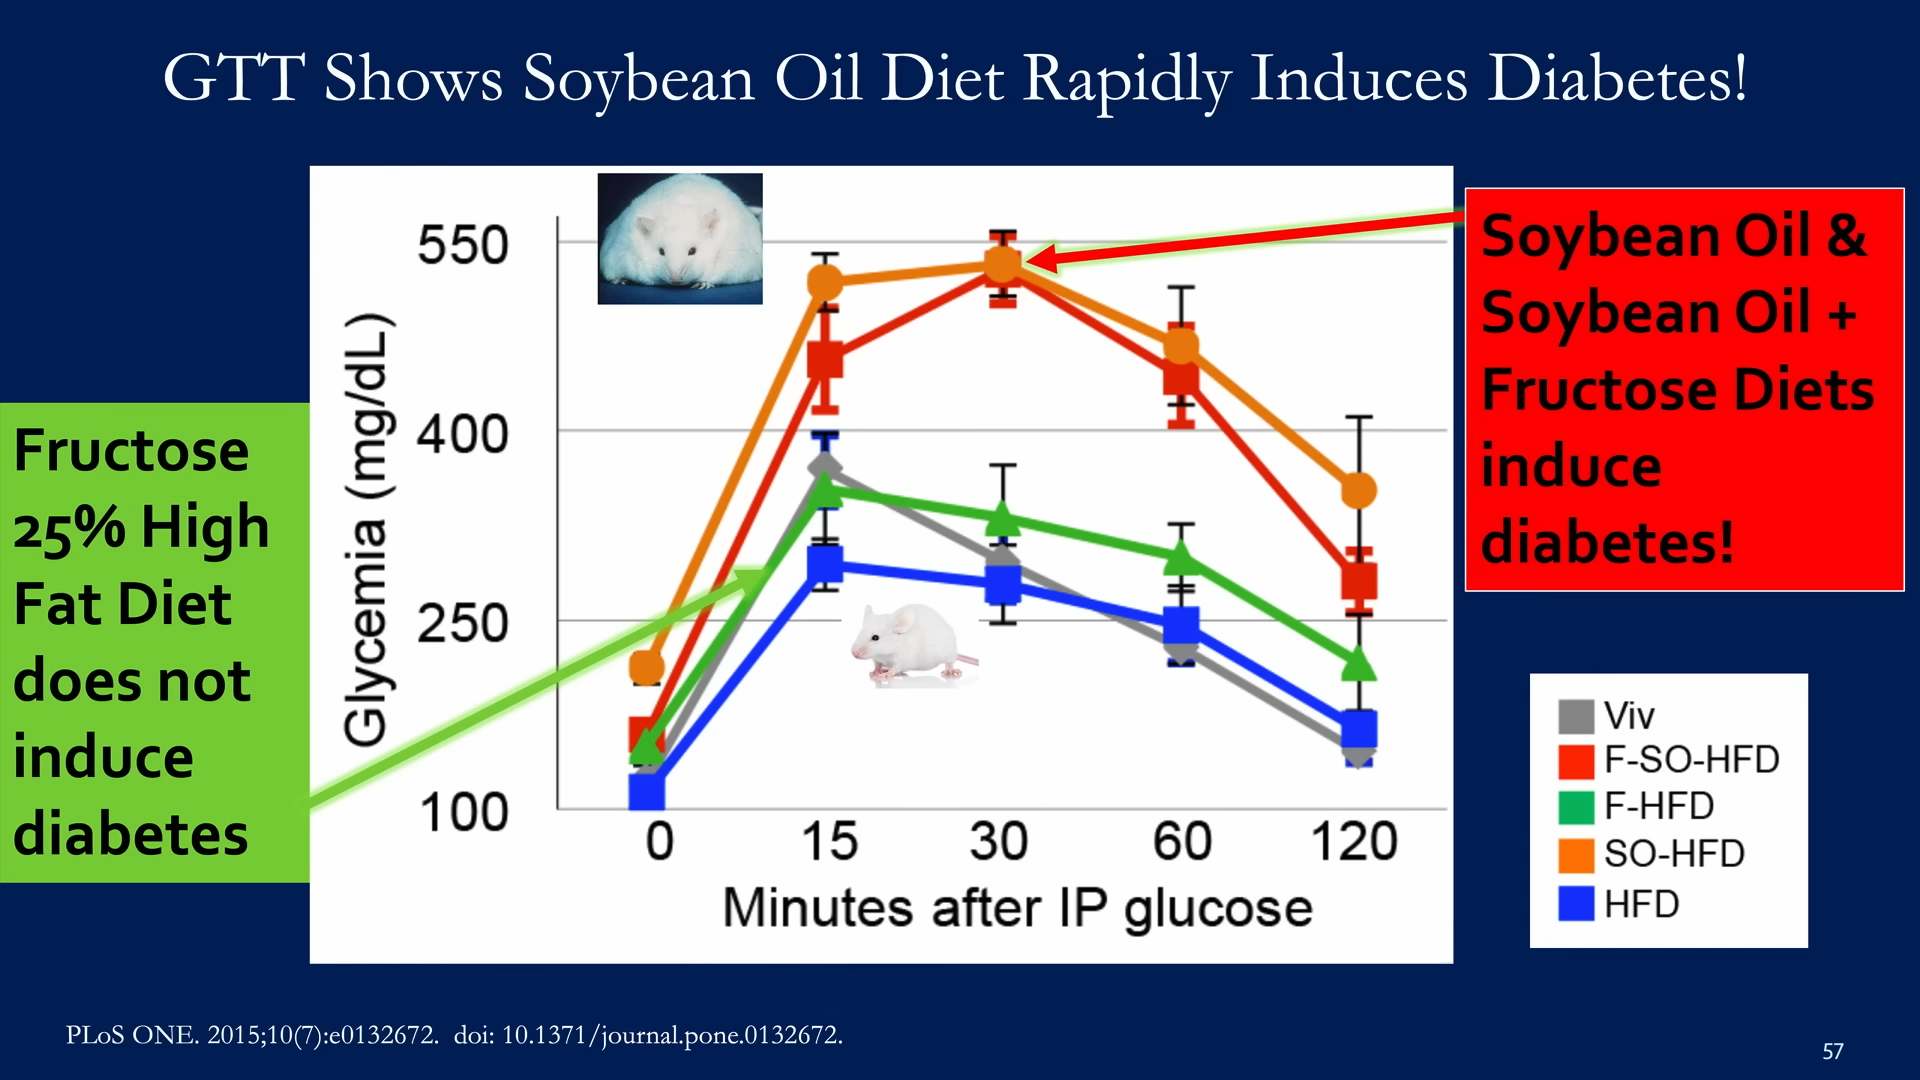 GTT Shows Soybean Oil Diet Rapidly Induces Diabetes!
Soybean Oil &
Soybean Oil +
Fructose Diets
induce
diabetes!
Fructose
25% High
Fat Diet
does not
induce
diabetes
Glycemia (mg/dL)
550
400
250
100
0 15 30 60 120
Minutes after IP glucose
Viv
F-SO-HFD
F-HFD
SO-HFD
HFD
PLoS ONE. 2015;10(7):e0132672. doi: 10.1371/journal.pone.0132672.
57